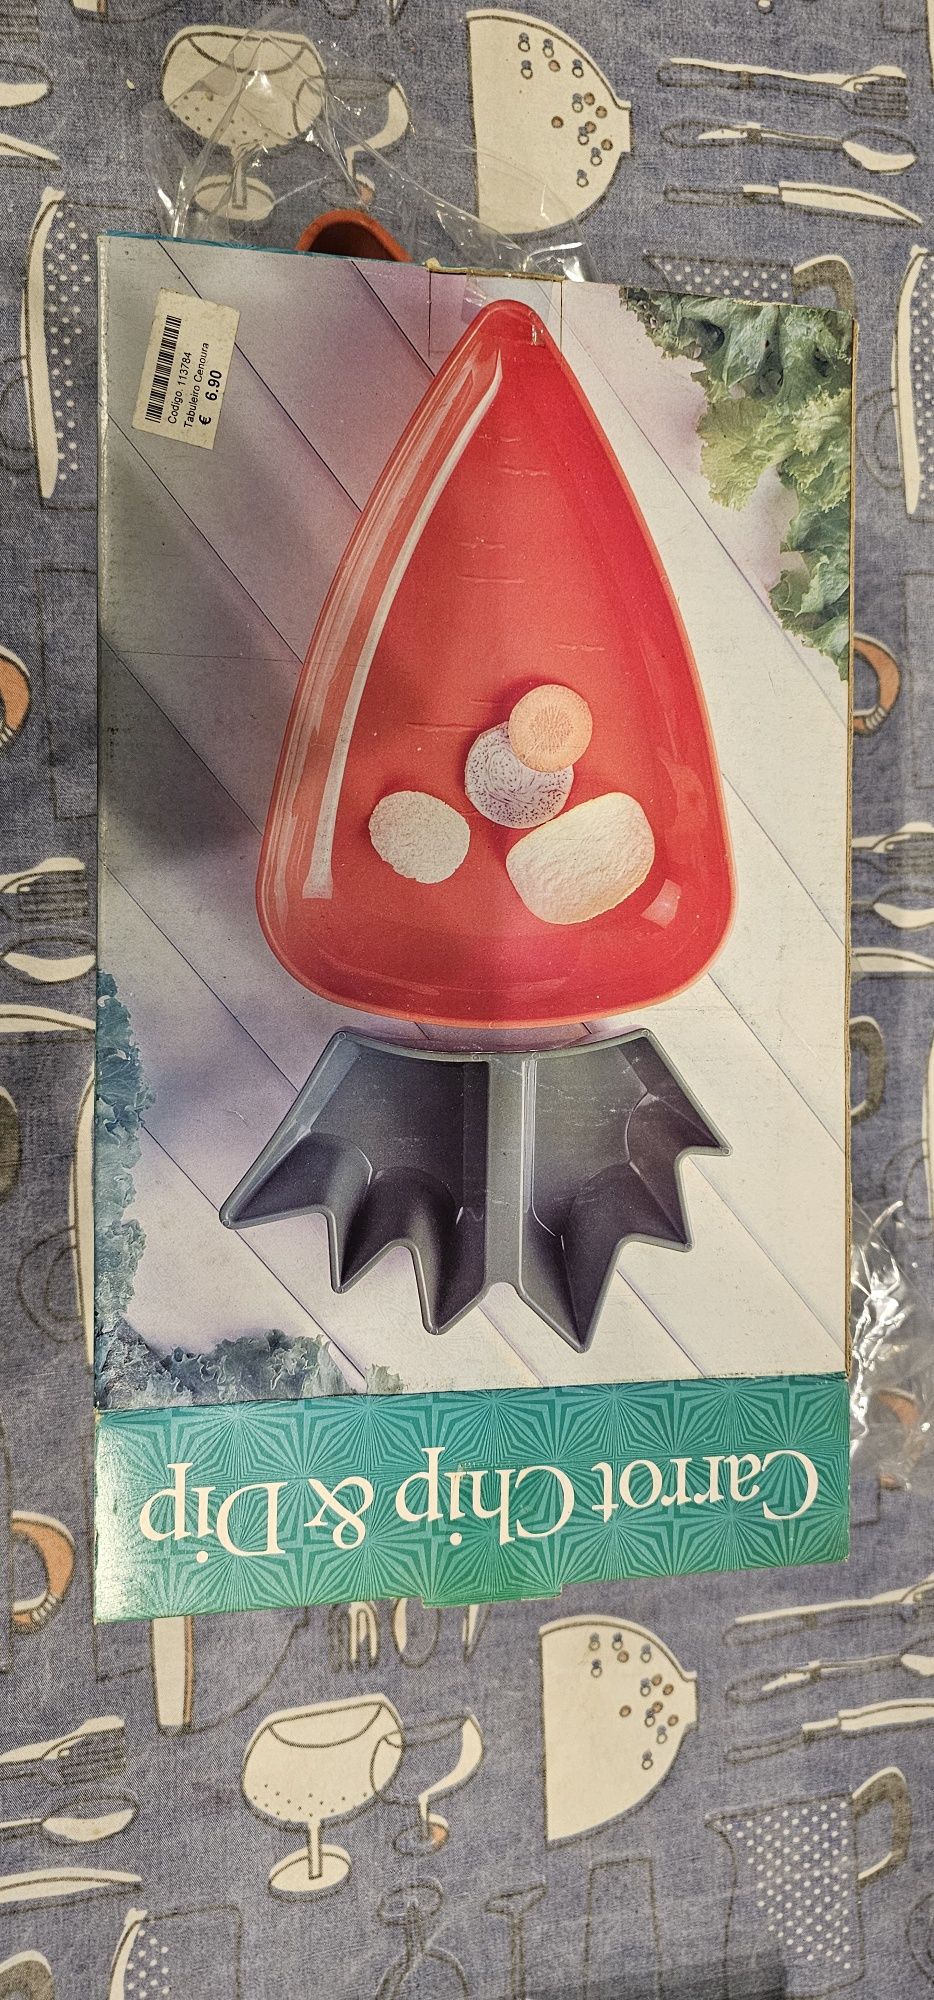 Codigo. 113784
Tabuleiro Cenoura
€ 6.90
Carrot Chip & Dip